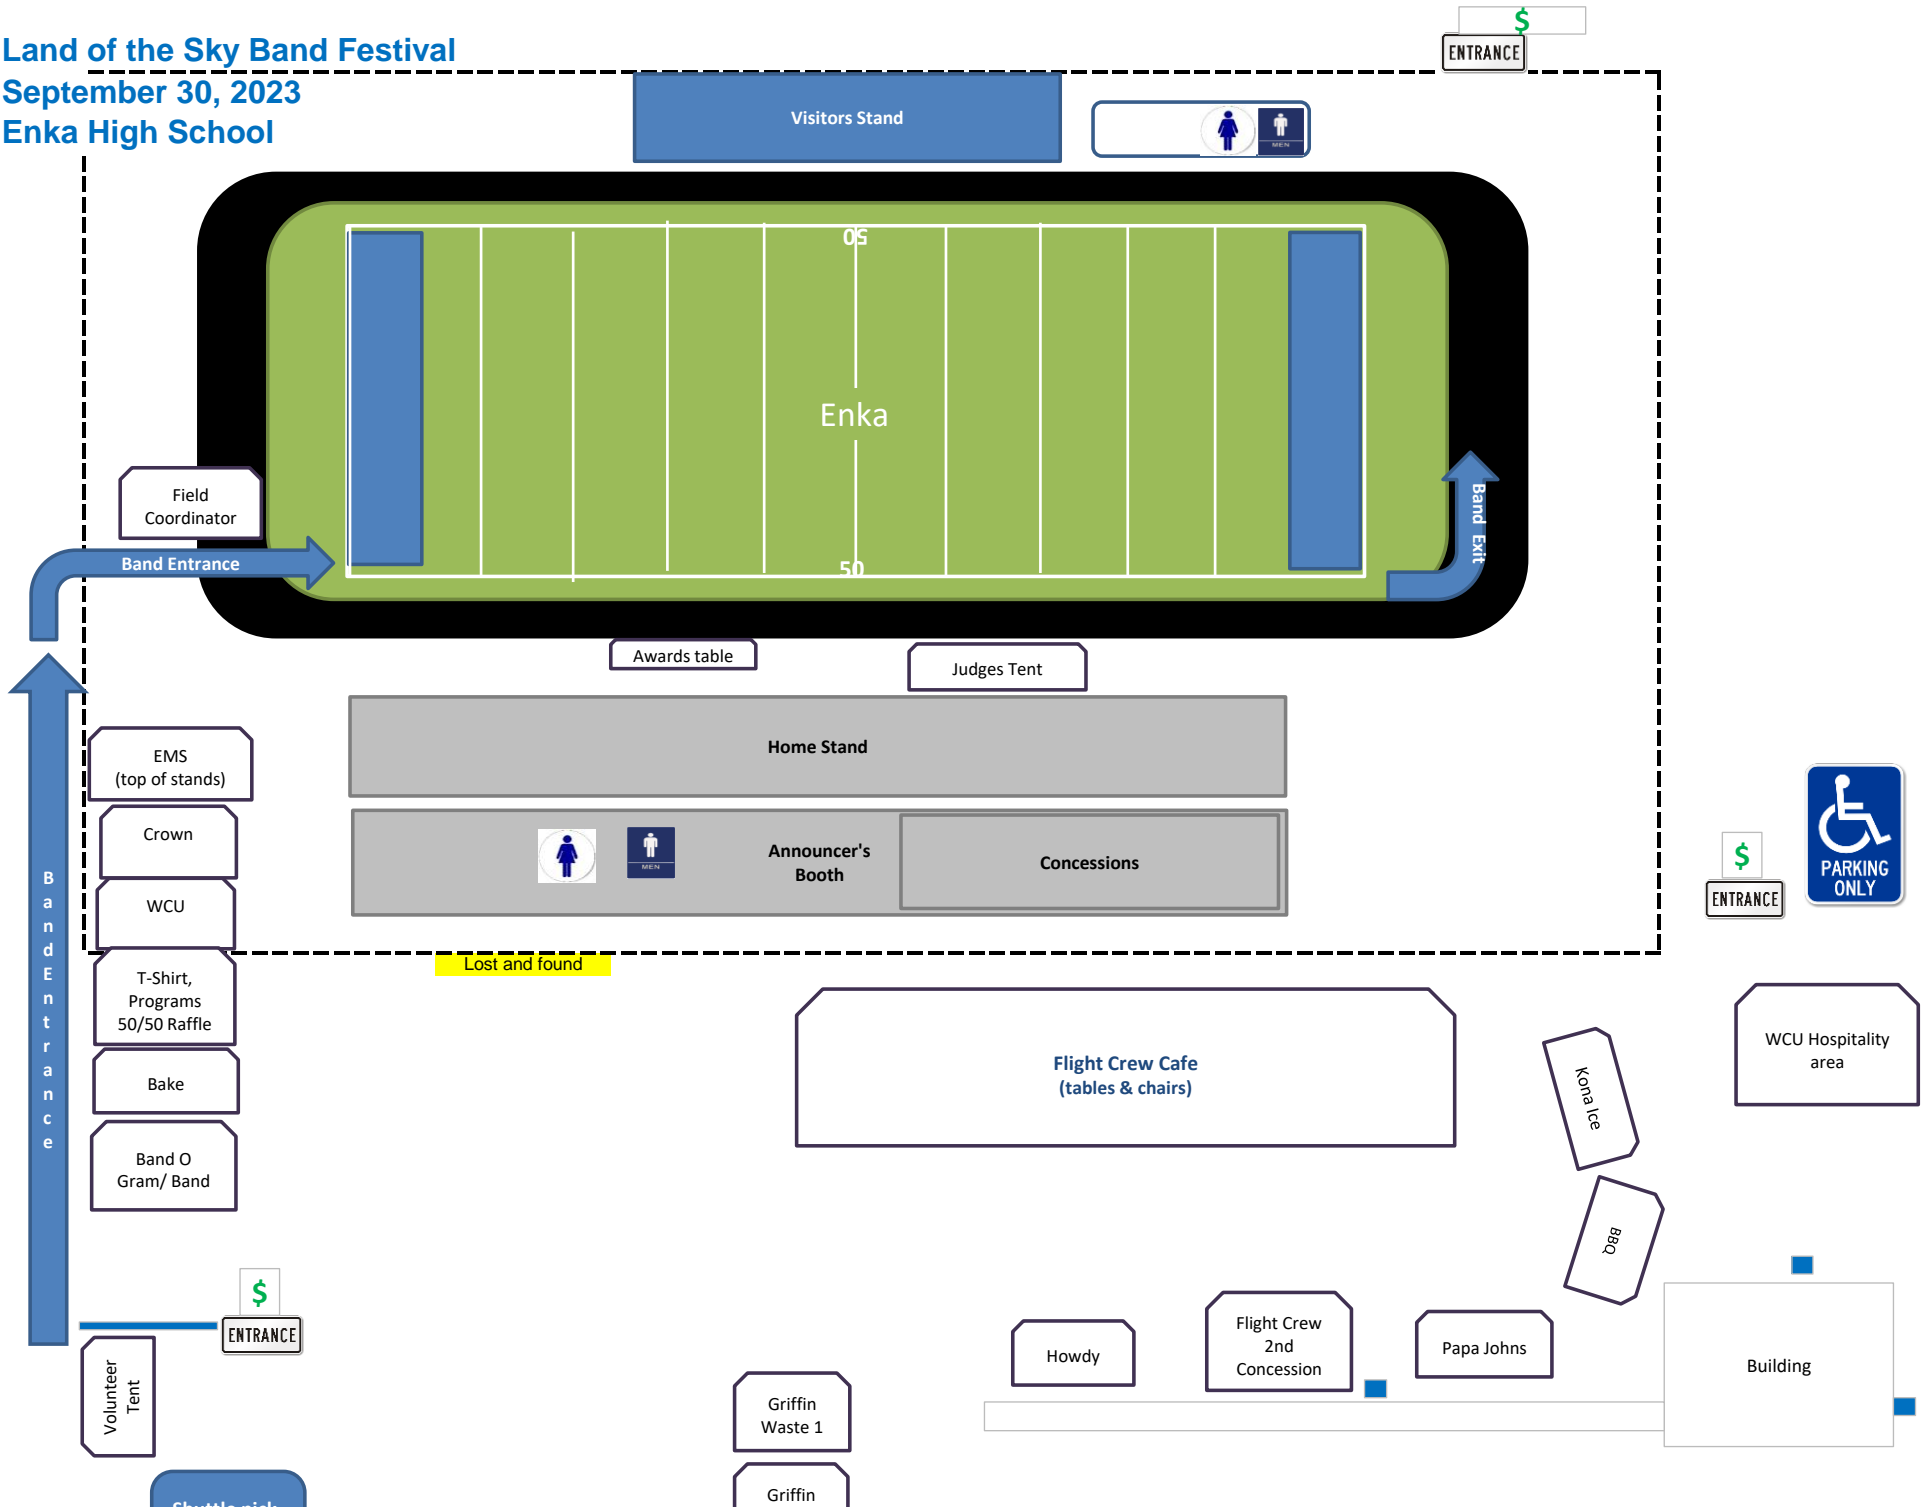 $
ENTRANCE
Land of the Sky Band Festival
September 30, 2023
Enka High School
Visitors Stand
MEN
50
Enka
50
Field
Coordinator
Band Entrance
Band Exit
Awards table
Judges Tent
Home Stand
EMS
(top of stands)
Crown
WCU
T-Shirt,
Programs
50/50 Raffle
Bake
Band O
Gram/ Band
Band Entrance
MEN
Announcer's
Booth
Concessions
$
ENTRANCE
PARKING
ONLY
Lost and found
Flight Crew Cafe
(tables & chairs)
Kona Ice
WCU Hospitality
area
BBQ
$
ENTRANCE
Volunteer
Tent
Howdy
Flight Crew
2nd
Concession
Papa Johns
Building
Griffin
Waste 1
Griffin
Shuttle pick